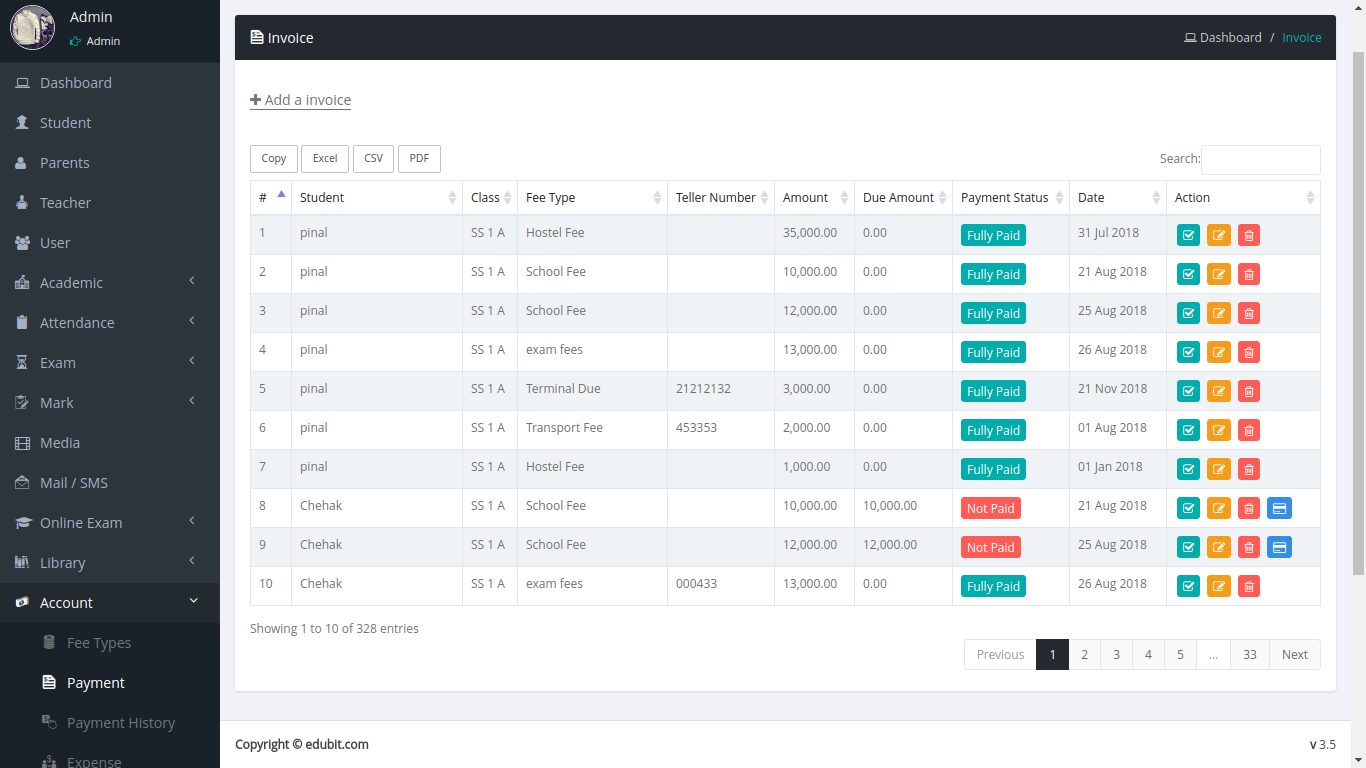 Admin
Admin
Dashboard
Student
Parents
Teacher
User
Academic
Attendance
Exam
Mark
Media
Mail / SMS
Online Exam
Library
Account
Fee Types
Payment
Payment History
Expense
Invoice
Dashboard / Invoice
Add a invoice
Copy Excel CSV PDF
Search:
# Student Class Fee Type Teller Number Amount Due Amount Payment Status Date Action
1 pinal SS 1 A Hostel Fee 35,000.00 0.00 Fully Paid 31 Jul 2018
2 pinal SS 1 A School Fee 10,000.00 0.00 Fully Paid 21 Aug 2018
3 pinal SS 1 A School Fee 12,000.00 0.00 Fully Paid 25 Aug 2018
4 pinal SS 1 A exam fees 13,000.00 0.00 Fully Paid 26 Aug 2018
5 pinal SS 1 A Terminal Due 21212132 3,000.00 0.00 Fully Paid 21 Nov 2018
6 pinal SS 1 A Transport Fee 453353 2,000.00 0.00 Fully Paid 01 Aug 2018
7 pinal SS 1 A Hostel Fee 1,000.00 0.00 Fully Paid 01 Jan 2018
8 Chehak SS 1 A School Fee 10,000.00 10,000.00 Not Paid 21 Aug 2018
9 Chehak SS 1 A School Fee 12,000.00 12,000.00 Not Paid 25 Aug 2018
10 Chehak SS 1 A exam fees 000433 13,000.00 0.00 Fully Paid 26 Aug 2018
Showing 1 to 10 of 328 entries
Previous 1 2 3 4 5 ... 33 Next
Copyright © edubit.com
v 3.5